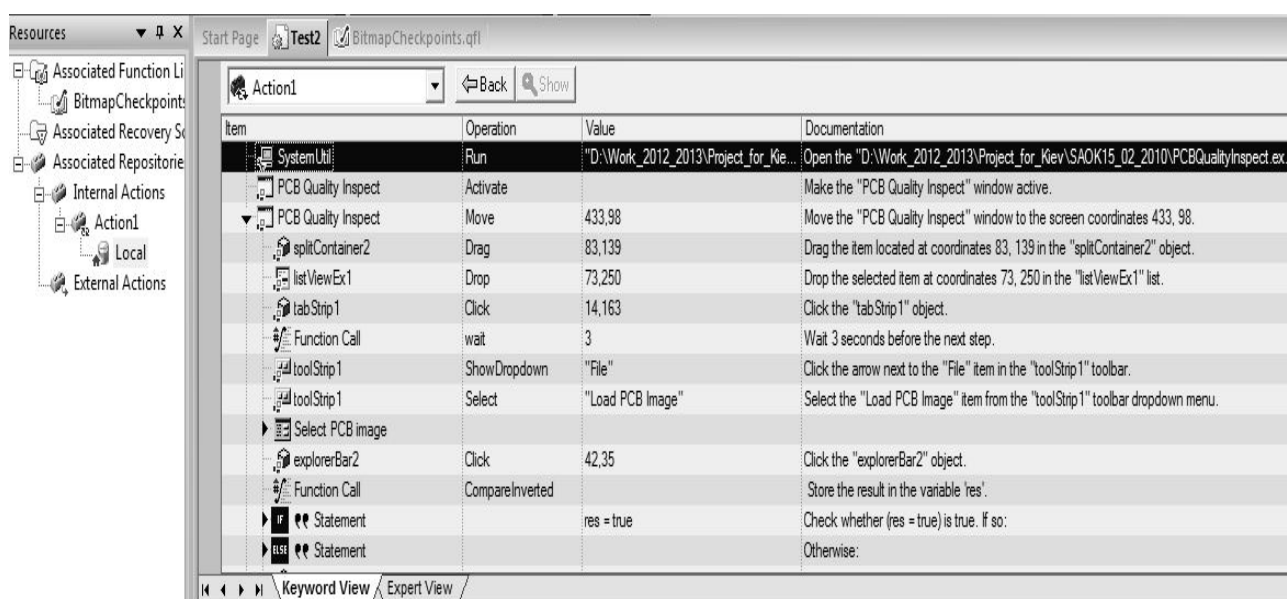 Resources
Associated Function Li
BitmapCheckpoints
Associated Recovery Sc
Associated Repositorie
Internal Actions
Action1
Local
External Actions
Start Page Test2 BitmapCheckpoints.qfl
Action1 Back Show
Item Operation Value Documentation
SystemUtil Run "D:\Work_2012_2013\Project_for_Kie... Open the "D:\Work_2012_2013\Project_for_Kiev\SAOK15_02_2010\PCBQualityInspect.ex
PCB Quality Inspect Activate Make the "PCB Quality Inspect" window active.
PCB Quality Inspect Move 433,98 Move the "PCB Quality Inspect" window to the screen coordinates 433, 98.
splitContainer2 Drag 83,139 Drag the item located at coordinates 83, 139 in the "splitContainer2" object.
listViewEx1 Drop 73,250 Drop the selected item at coordinates 73, 250 in the "listViewEx1" list.
tabStrip1 Click 14,163 Click the "tabStrip1" object.
Function Call wait 3 Wait 3 seconds before the next step.
toolStrip1 ShowDropdown "File" Click the arrow next to the "File" item in the "toolStrip1" toolbar.
toolStrip1 Select "Load PCB Image" Select the "Load PCB Image" item from the "toolStrip1" toolbar dropdown menu.
Select PCB image
explorerBar2 Click 42,35 Click the "explorerBar2" object.
Function Call CompareInverted Store the result in the variable 'res'.
IF Statement res = true Check whether (res = true) is true. If so:
ELSE Statement Otherwise:
Keyword View Expert View